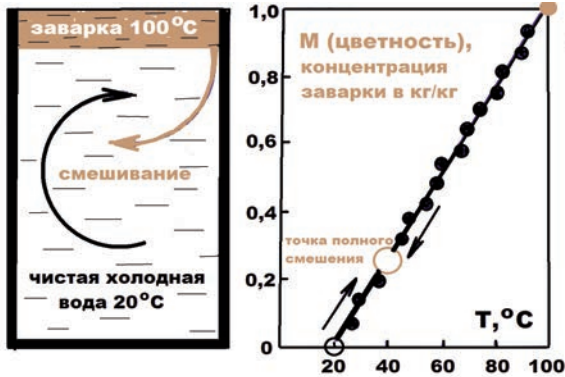 заварка 100°С
смешивание
чистая холодная
вода 20°С
М (цветность),
концентрация
заварки в кг/кг
точка полного
смешения
Т,°С
1,0
0,8
0,6
0,4
0,2
0
20 40 60 80 100